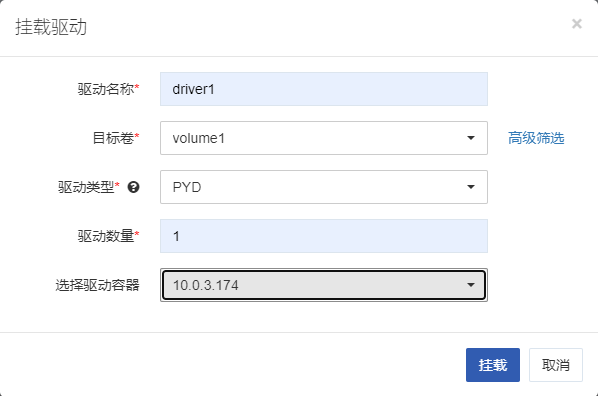 挂载驱动 ×
驱动名称* driver1
目标卷* volume1 高级筛选
驱动类型* ? PYD
驱动数量* 1
选择驱动容器 10.0.3.174
挂载 取消